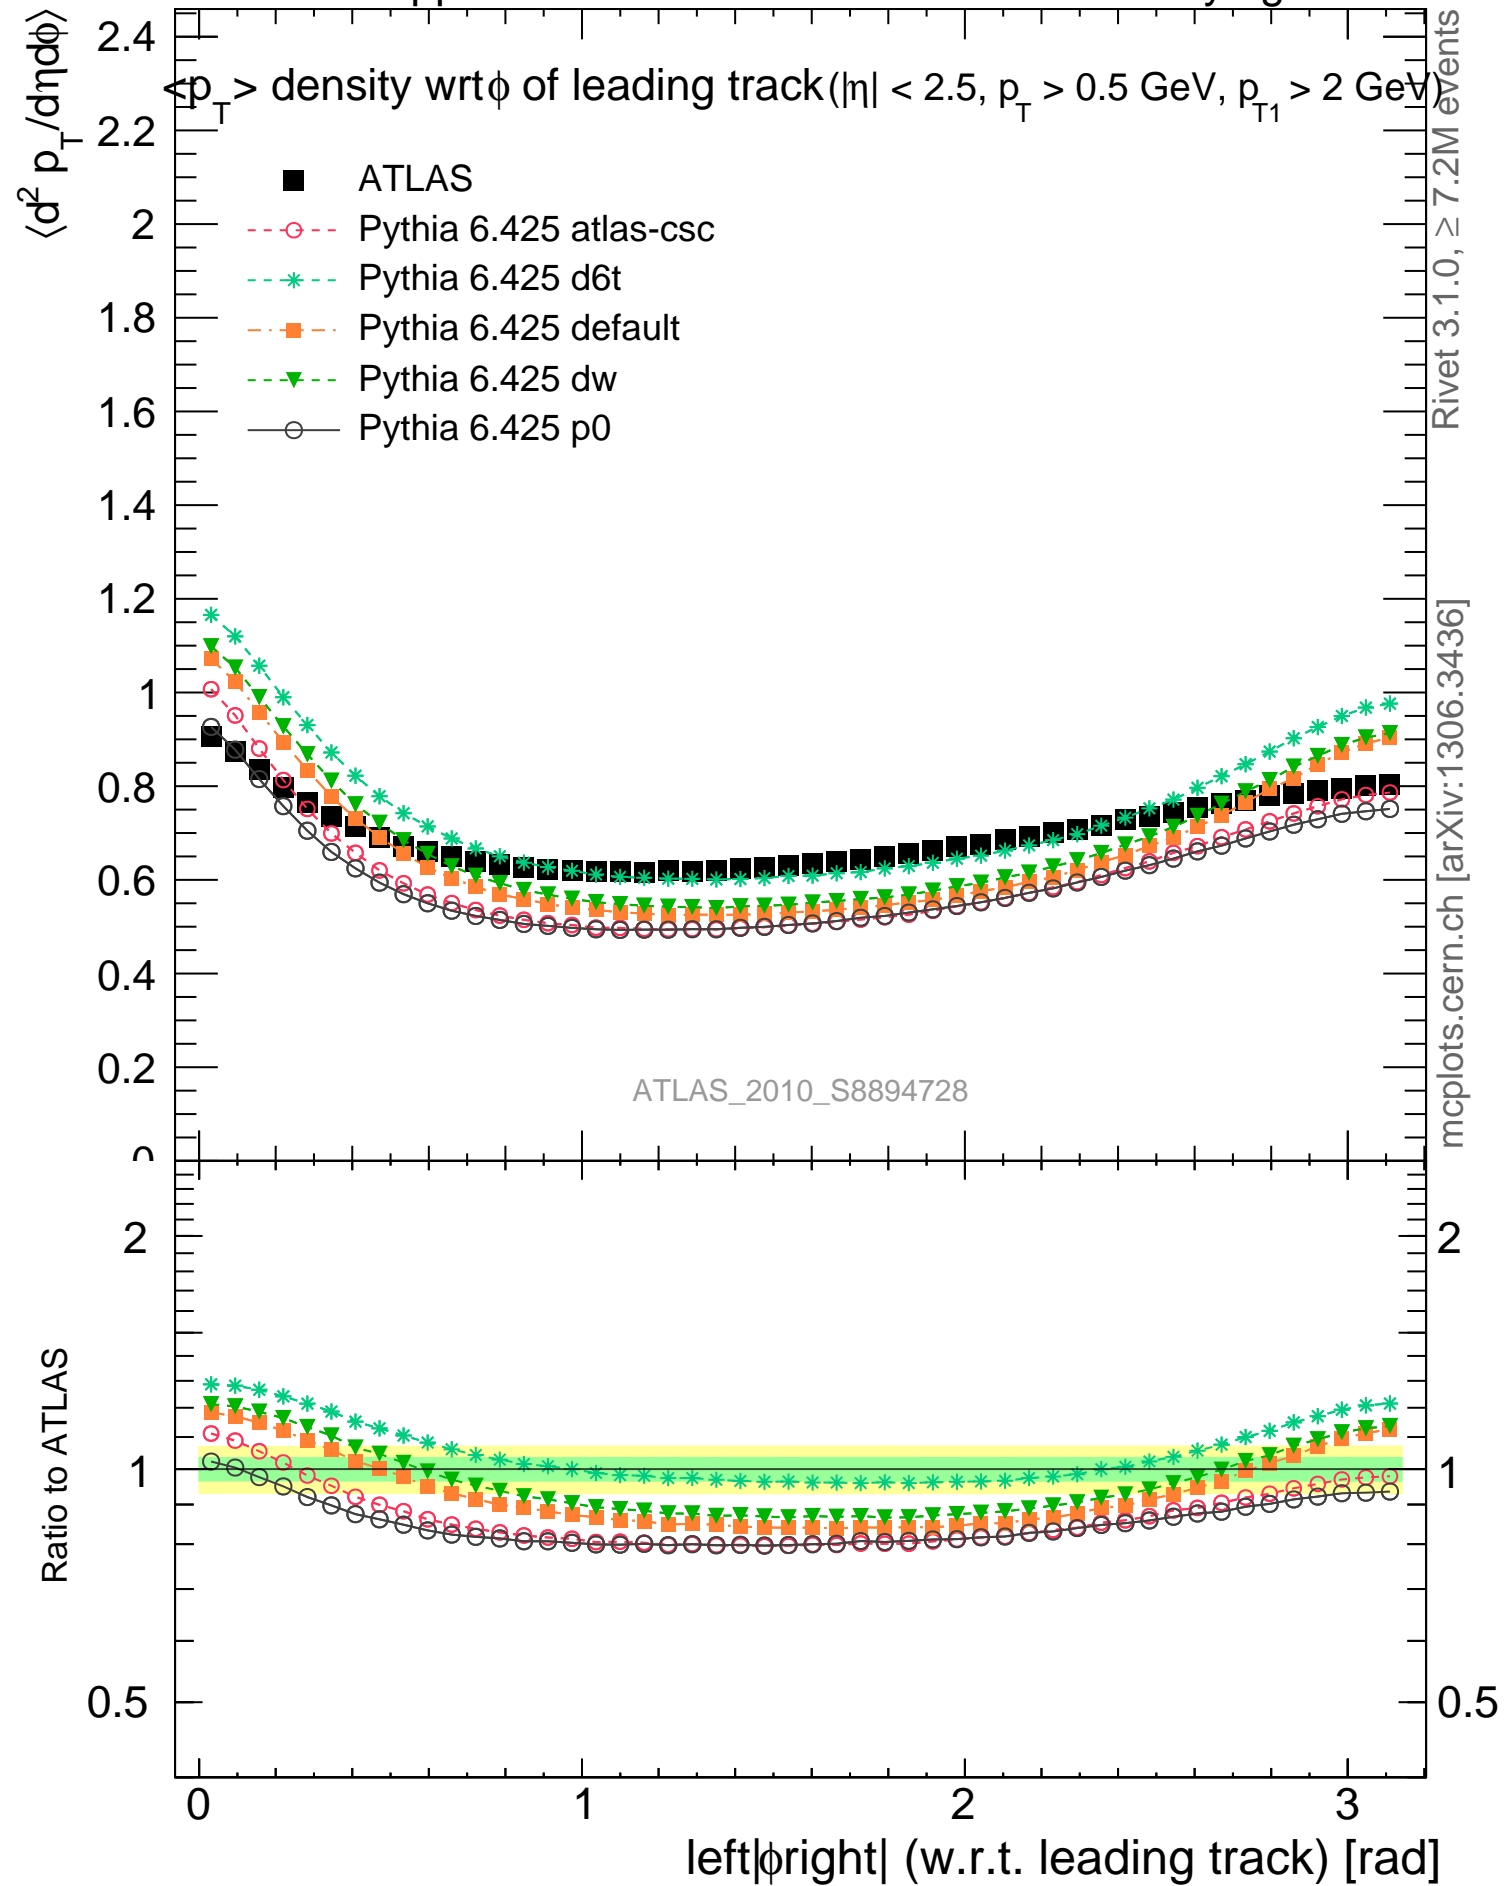 <p_T> density wrt ϕ of leading track (|η| < 2.5, p_T > 0.5 GeV, p_T1 > 2 GeV)
⟨d² p_T/dηdϕ⟩
ATLAS
Pythia 6.425 atlas-csc
Pythia 6.425 d6t
Pythia 6.425 default
Pythia 6.425 dw
Pythia 6.425 p0
2.4
2.2
2
1.8
1.6
1.4
1.2
1
0.8
0.6
0.4
0.2
0
ATLAS_2010_S8894728
Rivet 3.1.0, ≥ 7.2M events
mcplots.cern.ch [arXiv:1306.3436]
Ratio to ATLAS
2
1
0.5
2
1
0.5
0
1
2
3
left|ϕright| (w.r.t. leading track) [rad]